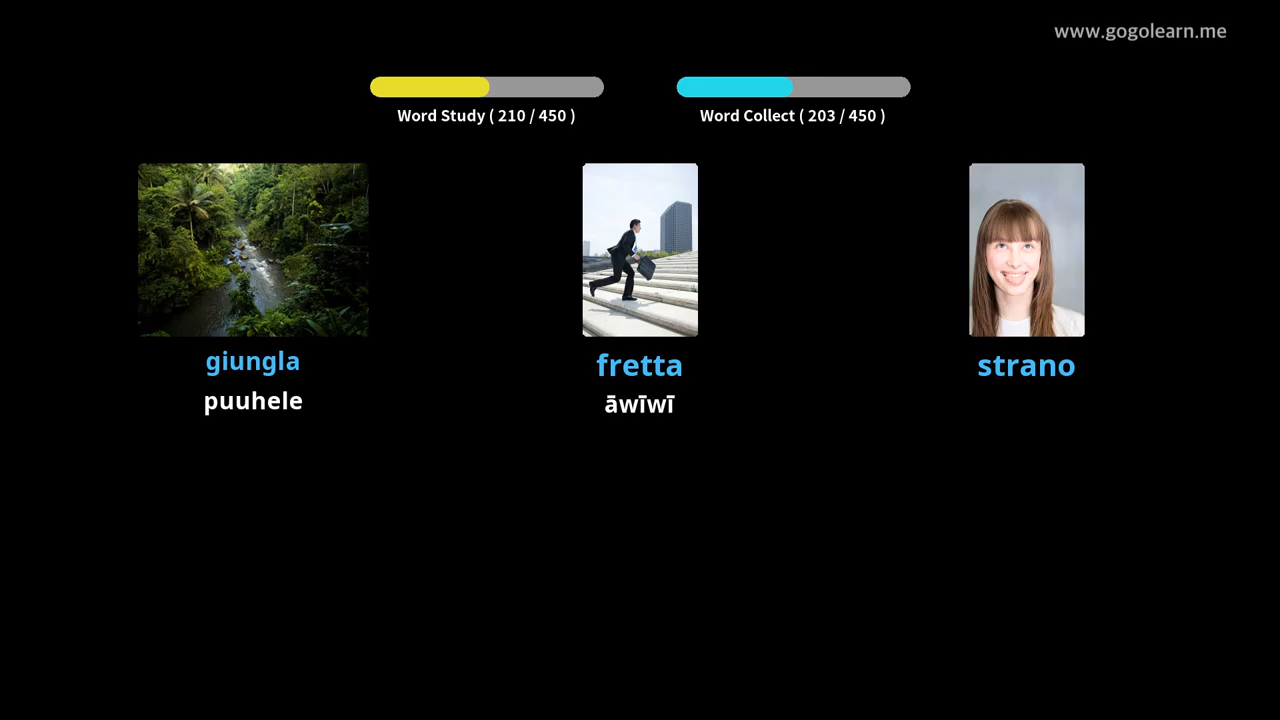 www.gogolearn.me
Word Study ( 210 / 450 )
Word Collect ( 203 / 450 )
giungla
fretta
strano
puuhele
āwīwī